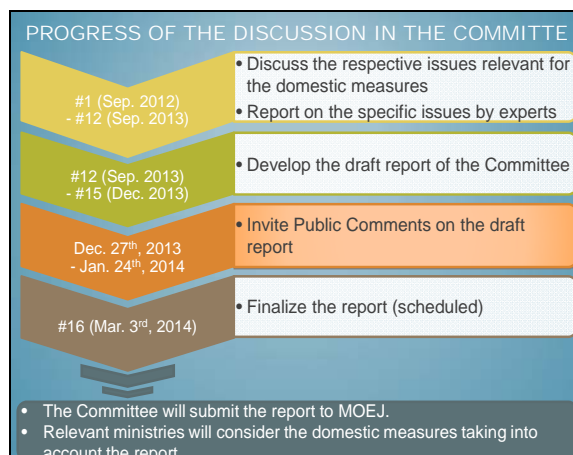 PROGRESS OF THE DISCUSSION IN THE COMMITTE
#1 (Sep. 2012)
- #12 (Sep. 2013)
• Discuss the respective issues relevant for
the domestic measures
• Report on the specific issues by experts
#12 (Sep. 2013)
- #15 (Dec. 2013)
• Develop the draft report of the Committee
Dec. 27th, 2013
- Jan. 24th, 2014
• Invite Public Comments on the draft
report
#16 (Mar. 3rd, 2014)
• Finalize the report (scheduled)
• The Committee will submit the report to MOEJ.
• Relevant ministries will consider the domestic measures taking into
account the report